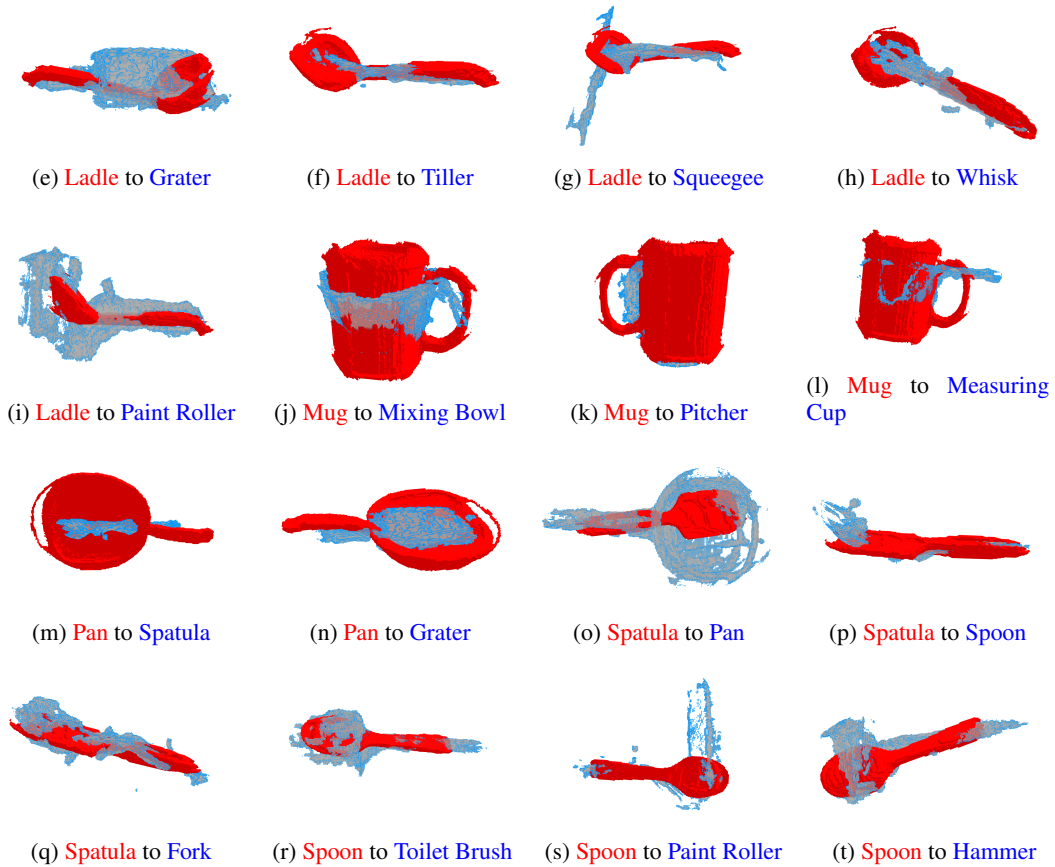 (e) Ladle to Grater
(f) Ladle to Tiller
(g) Ladle to Squeegee
(h) Ladle to Whisk
(i) Ladle to Paint Roller
(j) Mug to Mixing Bowl
(k) Mug to Pitcher
(l) Mug to Measuring
Cup
(m) Pan to Spatula
(n) Pan to Grater
(o) Spatula to Pan
(p) Spatula to Spoon
(q) Spatula to Fork
(r) Spoon to Toilet Brush
(s) Spoon to Paint Roller
(t) Spoon to Hammer